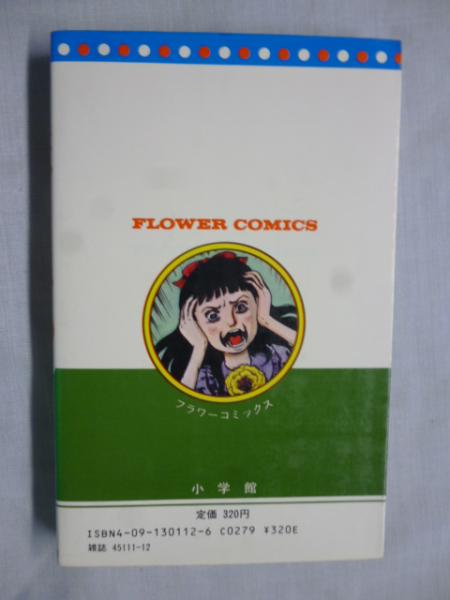 FLOWER COMICS
フラワーコミックス
小学館
定価 320円
ISBN4-09-130112-6 C0279 ¥320E
雑誌 45111-12